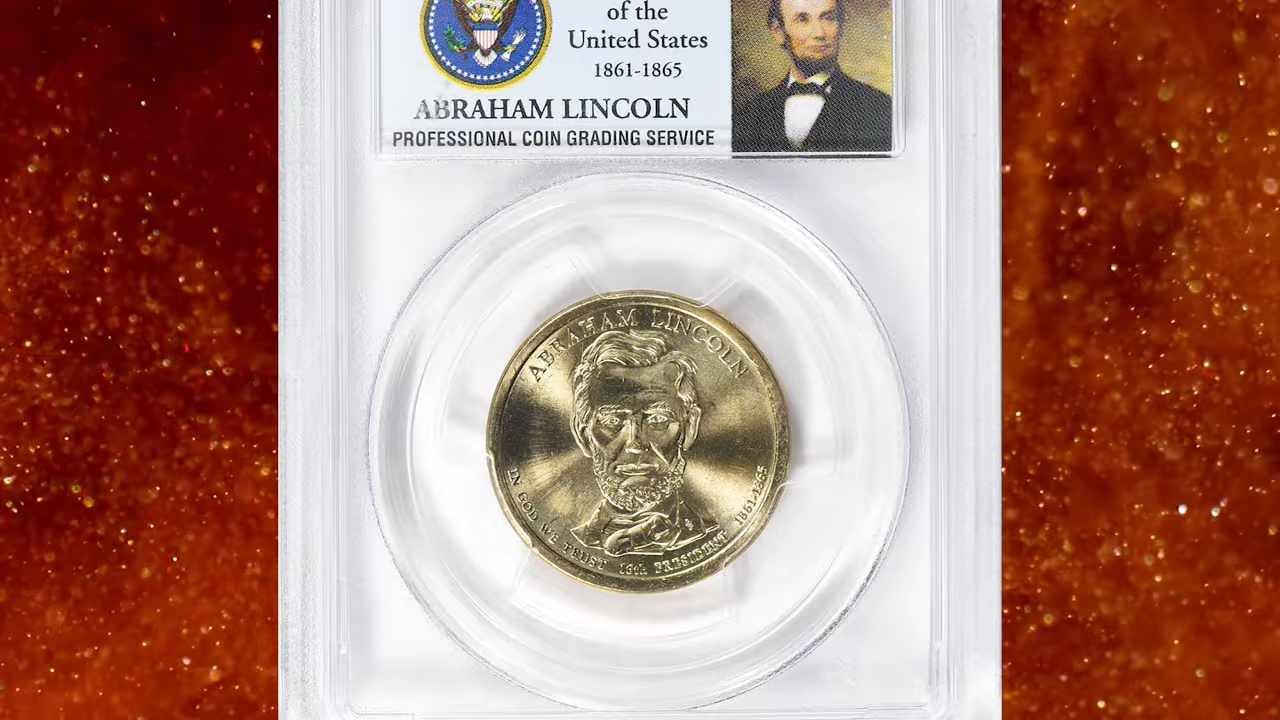 of the
United States
1861-1865
ABRAHAM LINCOLN
PROFESSIONAL COIN GRADING SERVICE
ABRAHAM LINCOLN
IN GOD WE TRUST 16th PRESIDENT 1861-1865